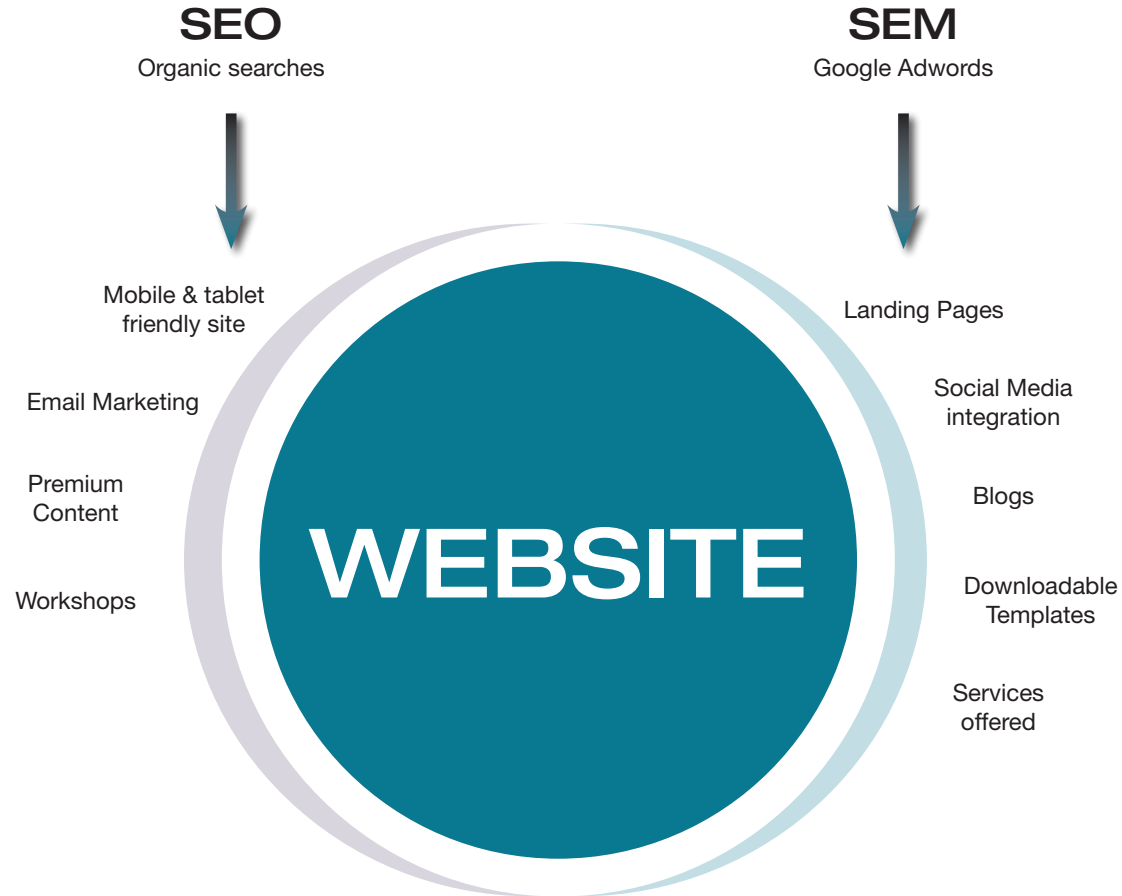 SEO
Organic searches
SEM
Google Adwords
Mobile & tablet
friendly site
Email Marketing
Premium
Content
Workshops
WEBSITE
Landing Pages
Social Media
integration
Blogs
Downloadable
Templates
Services
offered